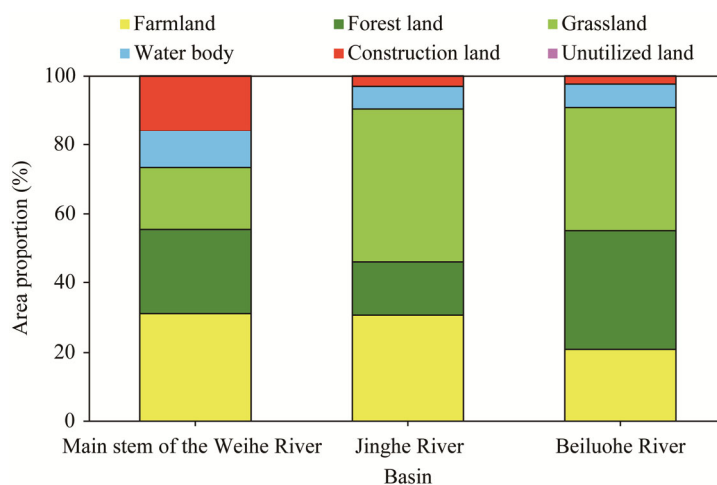 Farmland Forest land Grassland
Water body Construction land Unutilized land
Area proportion (%)
100
80
60
40
20
0
Main stem of the Weihe River Jinghe River Beiluohe River
Basin